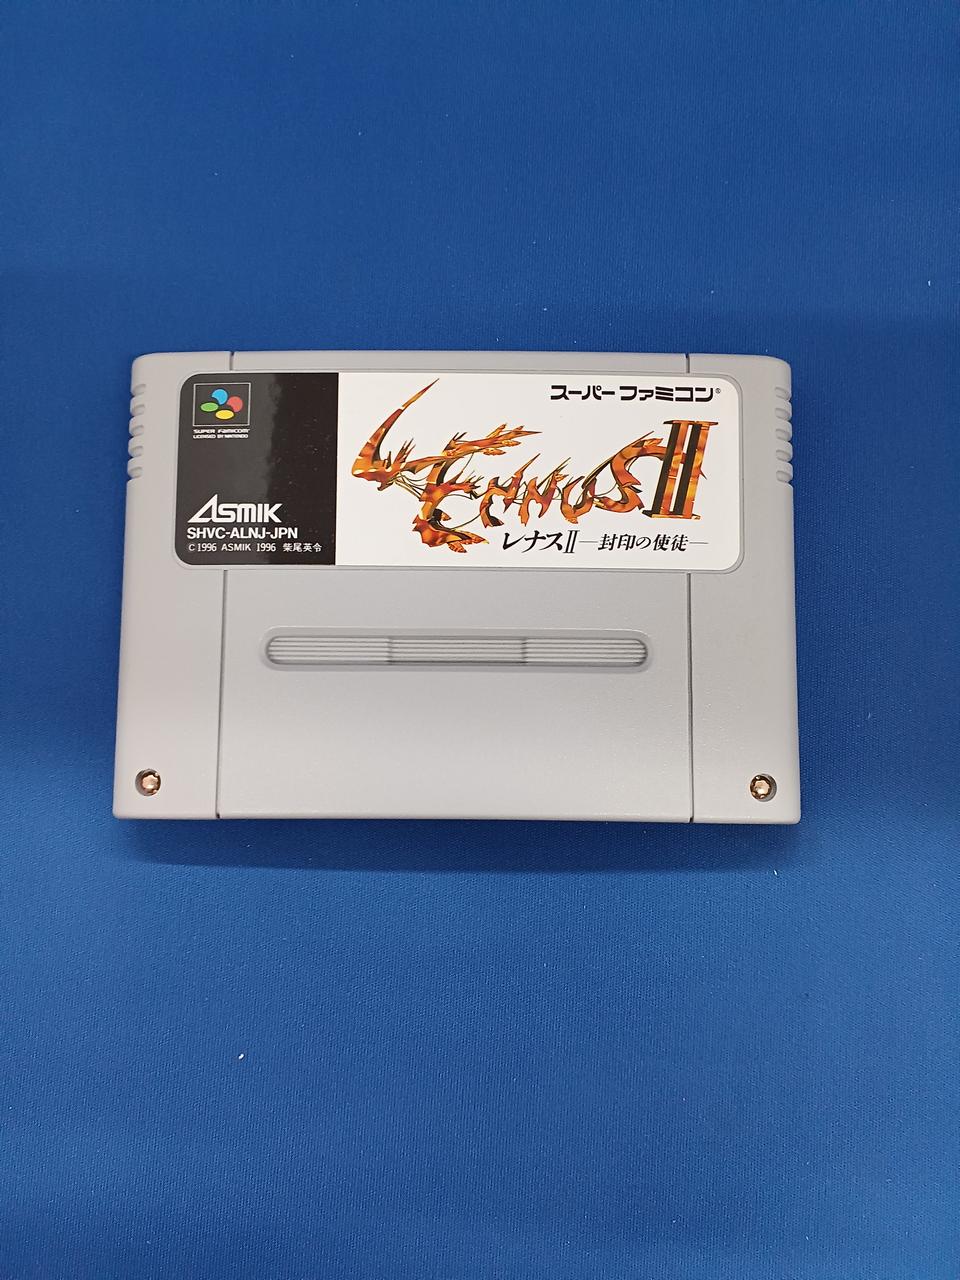 スーパーファミコン®
SUPER FAMICOM
LICENSED BY NINTENDO
LENNUS II
ASMIK
SHVC-ALNJ-JPN
© 1996 ASMIK 1996 柴尾英令
レナスII—封印の使徒—